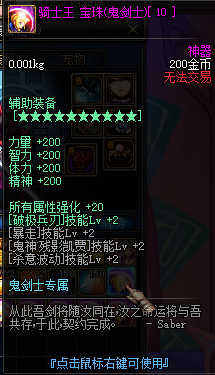 骑士王 宝珠(鬼剑士)[ 10 ]
宠物
神器
0.001kg
200金币
无法交易
辅助装备
[★★★★★★★★★★]
力量 +200
智力 +200
体力 +200
精神 +200
所有属性强化 +20
[破极兵刃]技能Lv +2
[暴走]技能Lv +2
[鬼神残影凯贾]技能Lv +2
[杀意波动]技能Lv +2
鬼剑士专属
从此吾剑将随汝同在,汝之命运将与吾
共存,于此,契约完成。 - Saber
『点击鼠标右键可使用』